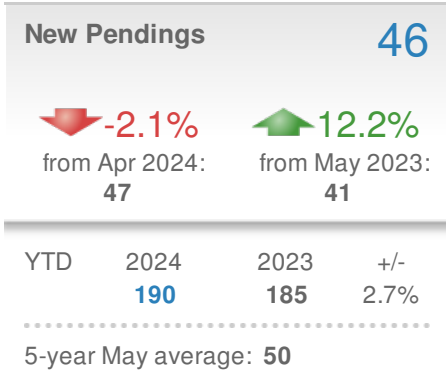 New Pendings 46
-2.1% 12.2%
from Apr 2024: from May 2023:
47 41
YTD 2024 2023 +/-
190 185 2.7%
5-year May average: 50